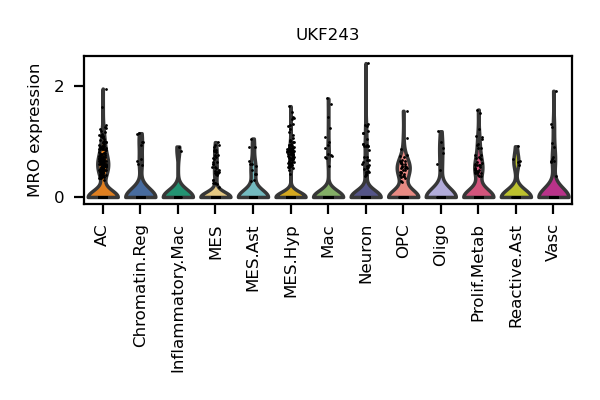 UKF243
MRO expression
2
0
AC
Chromatin.Reg
Inflammatory.Mac
MES
MES.Ast
MES.Hyp
Mac
Neuron
OPC
Oligo
Prolif.Metab
Reactive.Ast
Vasc